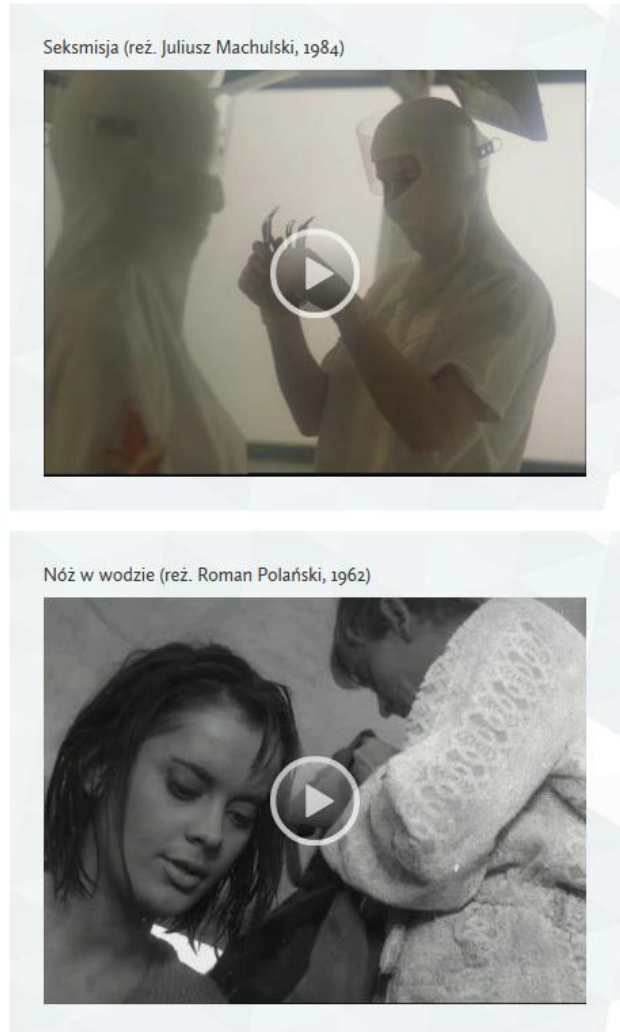 Seksmisja (reż. Juliusz Machulski, 1984)
Nóż w wodzie (reż. Roman Polański, 1962)